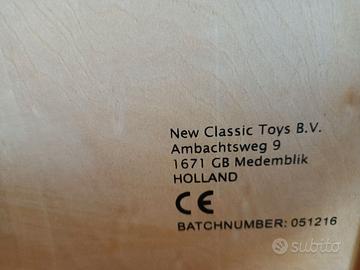 New Classic Toys B.V.
Ambachtsweg 9
1671 GB Medemblik
HOLLAND
CE
BATCHNUMBER: 051216
subito